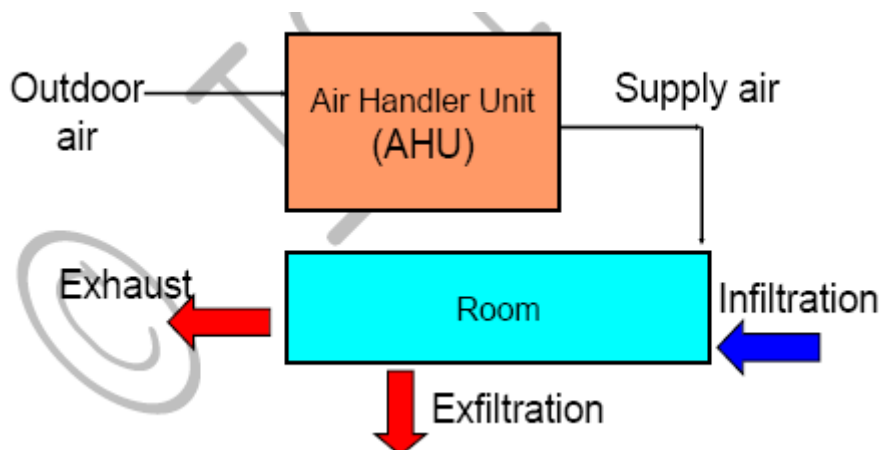 Outdoor
air
Air Handler Unit
(AHU)
Supply air
Exhaust
Room
Infiltration
Exfiltration